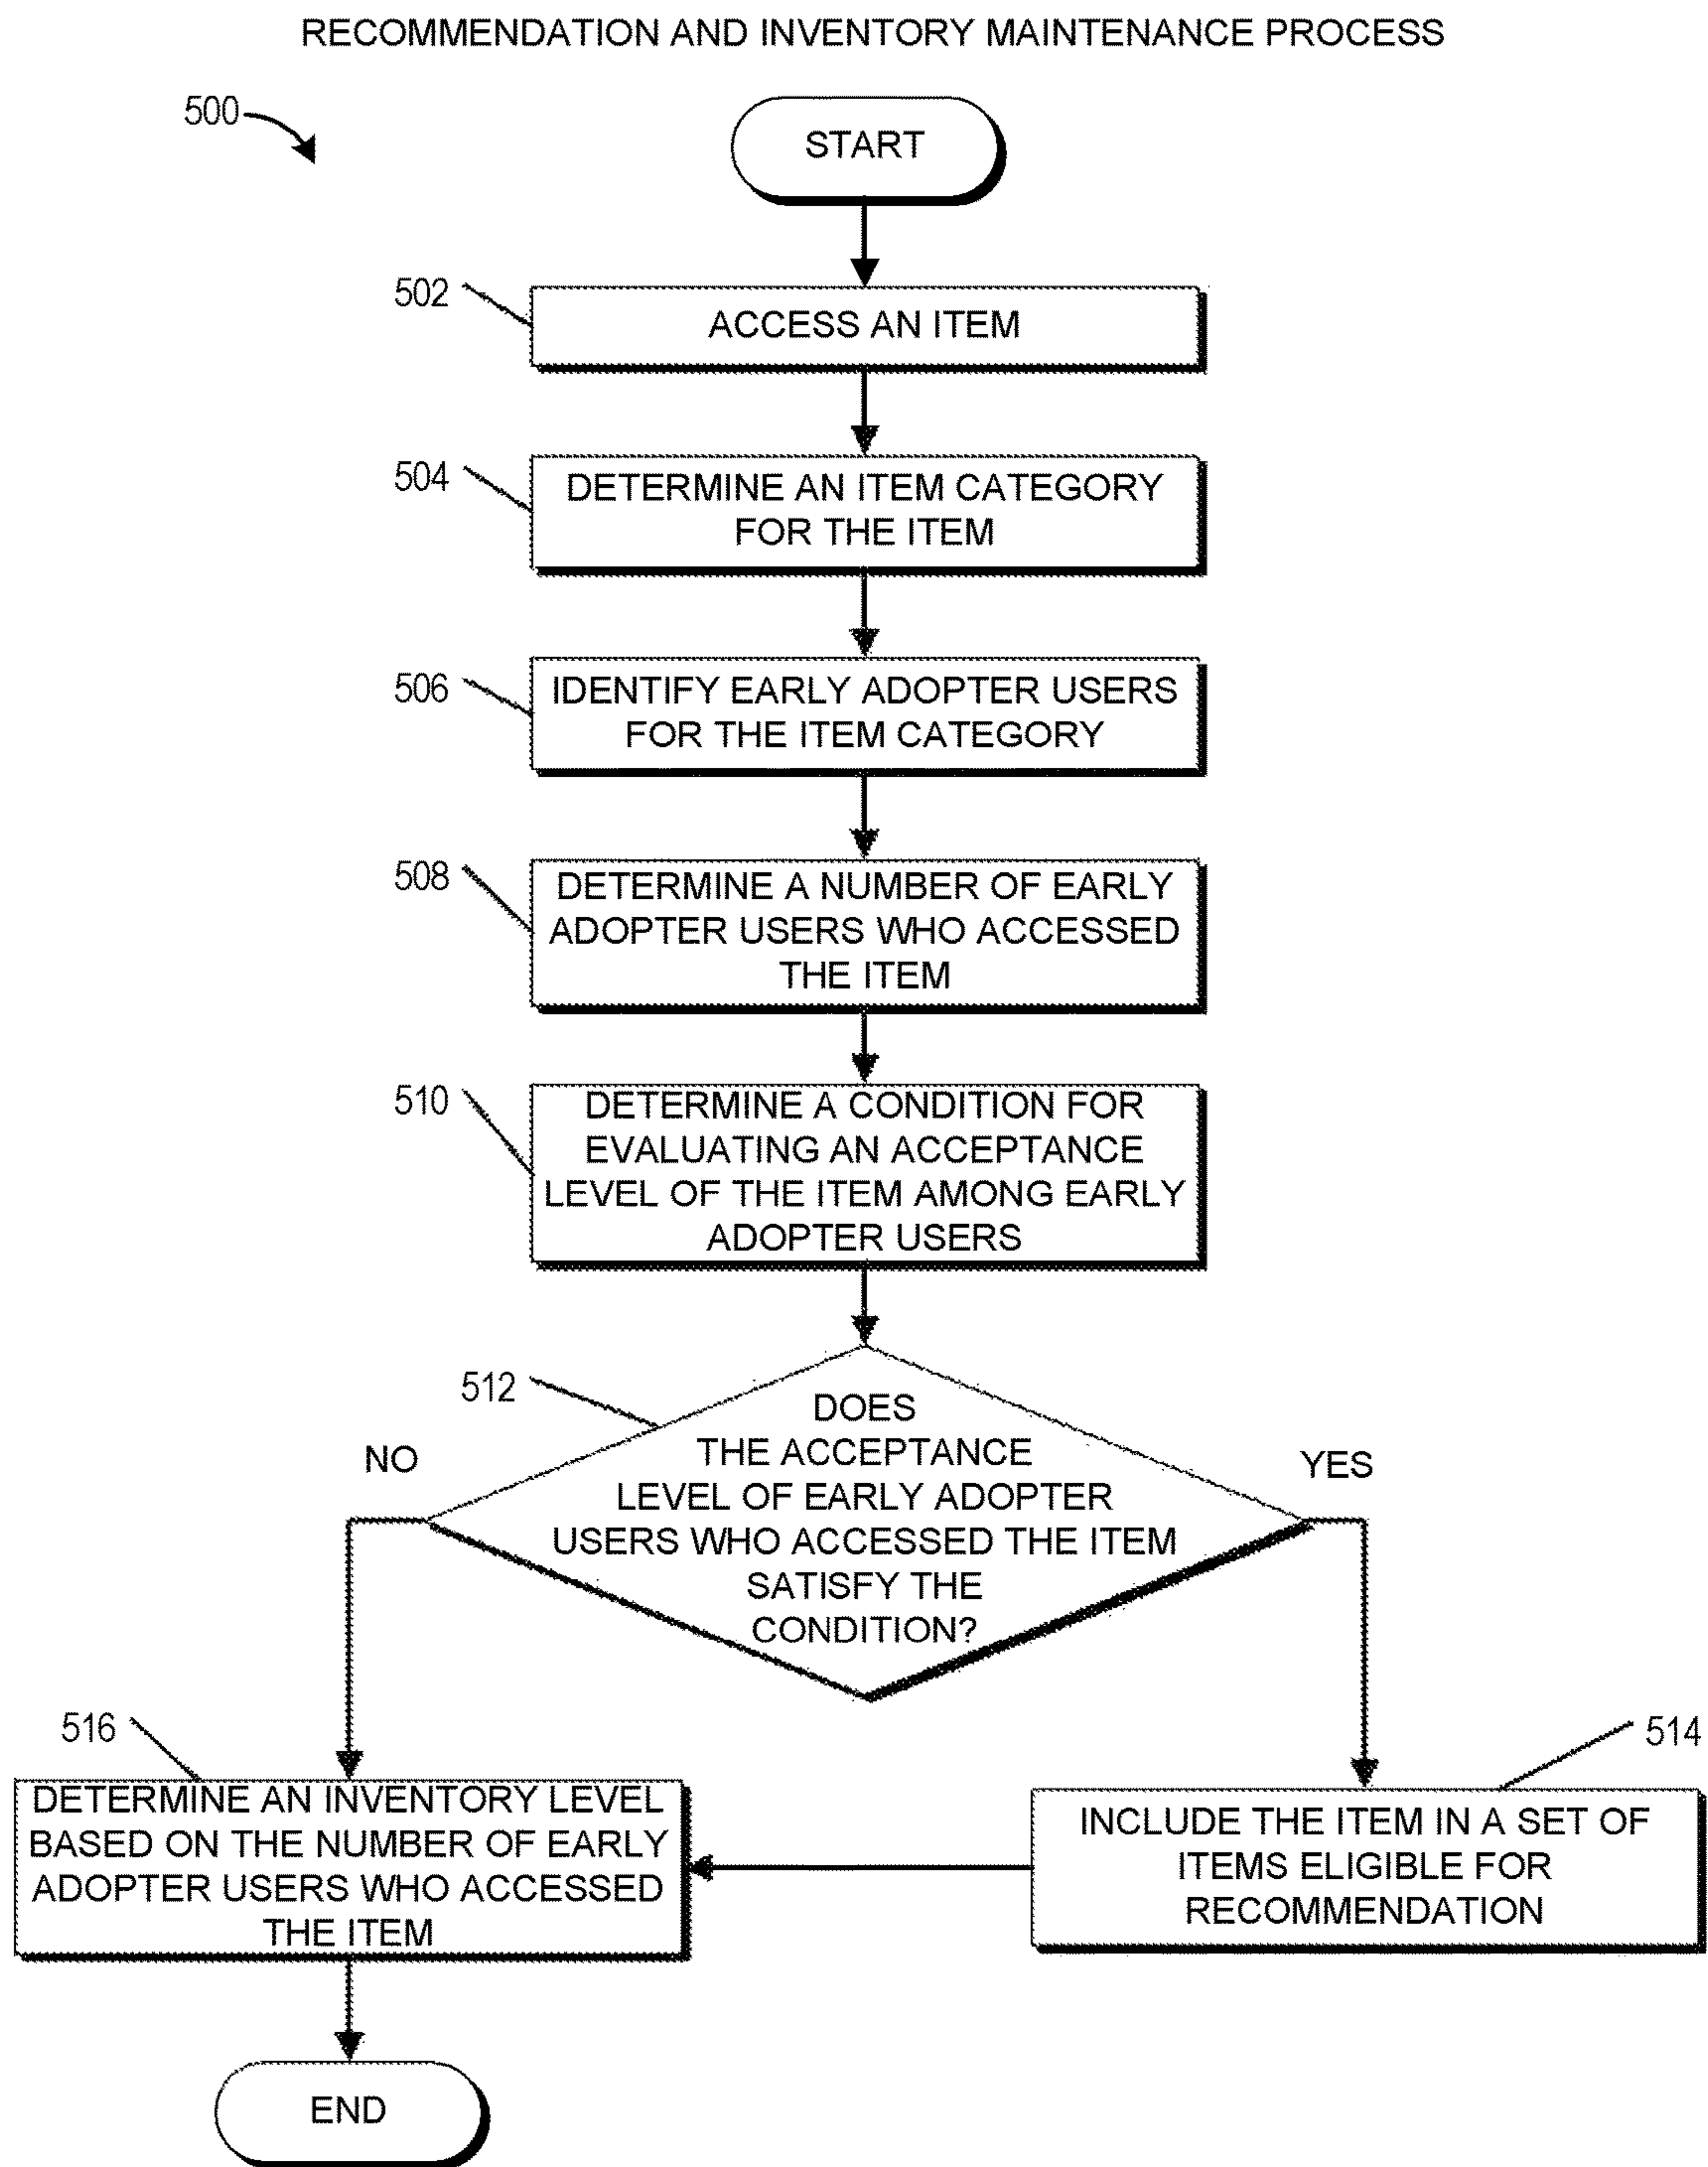 RECOMMENDATION AND INVENTORY MAINTENANCE PROCESS
500
START
502
ACCESS AN ITEM
504
DETERMINE AN ITEM CATEGORY
FOR THE ITEM
506
IDENTIFY EARLY ADOPTER USERS
FOR THE ITEM CATEGORY
508
DETERMINE A NUMBER OF EARLY
ADOPTER USERS WHO ACCESSED
THE ITEM
510
DETERMINE A CONDITION FOR
EVALUATING AN ACCEPTANCE
LEVEL OF THE ITEM AMONG EARLY
ADOPTER USERS
512
DOES
THE ACCEPTANCE
LEVEL OF EARLY ADOPTER
USERS WHO ACCESSED THE ITEM
SATISFY THE
CONDITION?
NO
YES
516
DETERMINE AN INVENTORY LEVEL
BASED ON THE NUMBER OF EARLY
ADOPTER USERS WHO ACCESSED
THE ITEM
514
INCLUDE THE ITEM IN A SET OF
ITEMS ELIGIBLE FOR
RECOMMENDATION
END